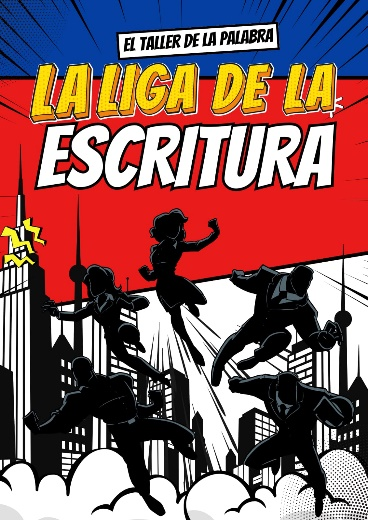 EL TALLER DE LA PALABRA
LA LIGA DE LA
ESCRITURA